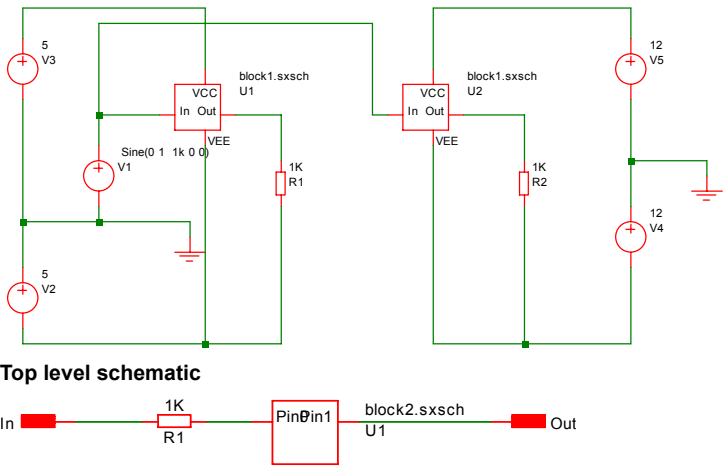 5
V3
block1.sxsch
U1
VCC
In Out
VEE
Sine(0 1 1k 0 0)
V1
1K
R1
5
V2
block1.sxsch
U2
VCC
In Out
VEE
1K
R2
12
V5
12
V4
Top level schematic
In
1K
R1
Pin0
Pin1
block2.sxsch
U1
Out